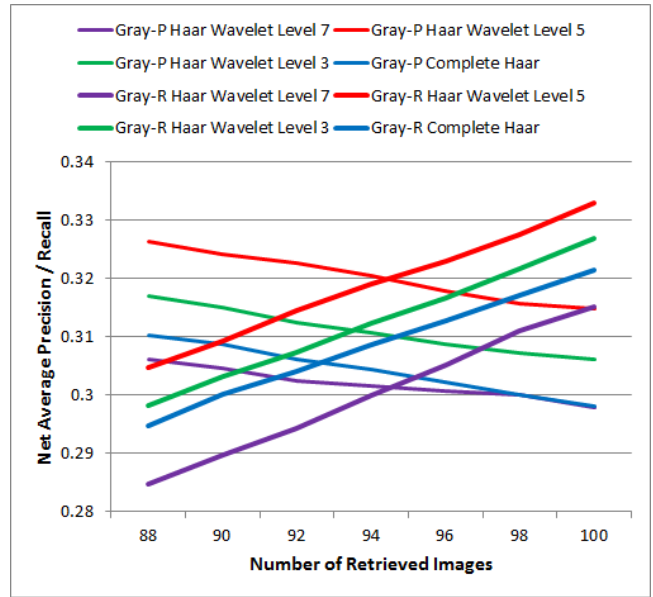 Gray-P Haar Wavelet Level 7 Gray-P Haar Wavelet Level 5
Gray-P Haar Wavelet Level 3 Gray-P Complete Haar
Gray-R Haar Wavelet Level 7 Gray-R Haar Wavelet Level 5
Gray-R Haar Wavelet Level 3 Gray-R Complete Haar
Net Average Precision / Recall
0.34
0.33
0.32
0.31
0.3
0.29
0.28
88 90 92 94 96 98 100
Number of Retrieved Images